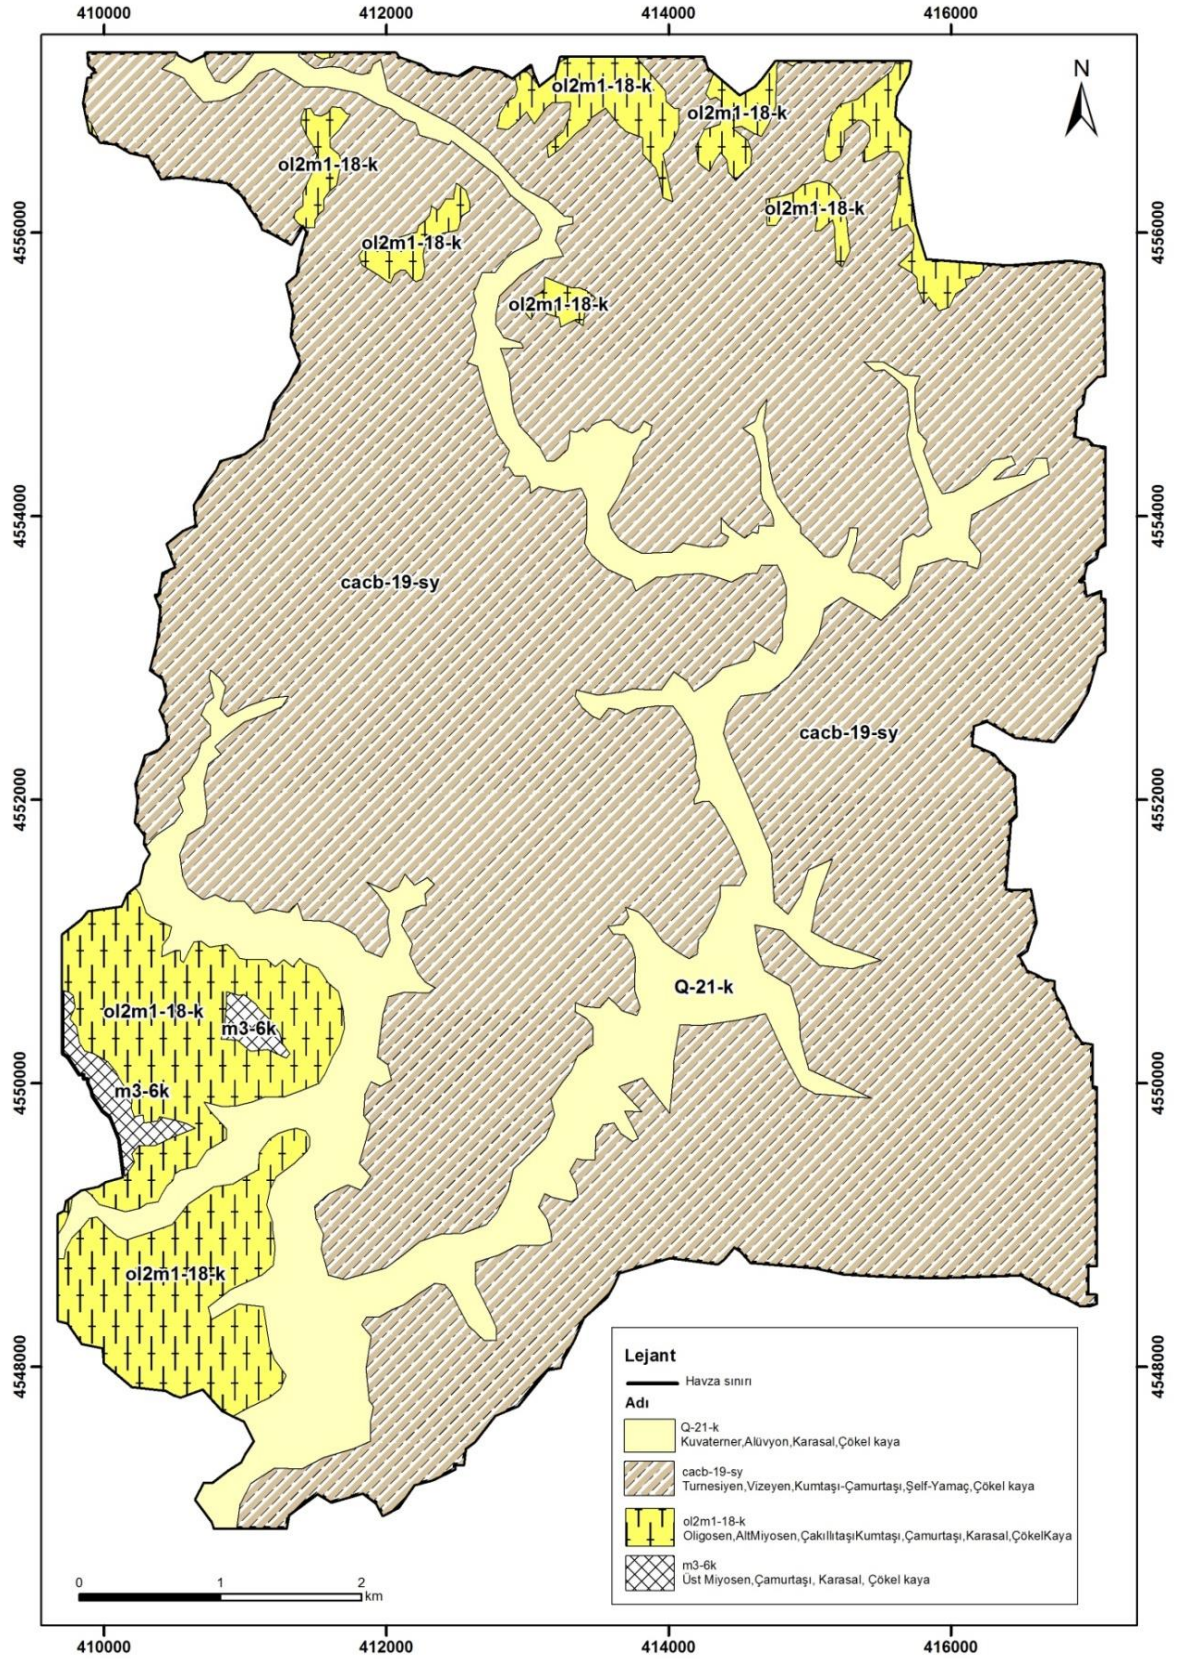 410000 412000 414000 416000
N
4556000 4556000
4554000 4554000
4552000 4552000
4550000 4550000
4548000 4548000
ol2m1-18-k
ol2m1-18-k
ol2m1-18-k
ol2m1-18-k
ol2m1-18-k
ol2m1-18-k
cacb-19-sy
cacb-19-sy
Q-21-k
ol2m1-18-k
m3-6k
m3-6k
ol2m1-18-k
Lejant
Havza sınırı
Adı
Q-21-k
Kuvaterner,Alüvyon,Karasal,Çökel kaya
cacb-19-sy
Turnesiyen,Vizeyen,Kumtaşı-Çamurtaşı,Şelf-Yamaç,Çökel kaya
ol2m1-18-k
Oligosen,AltMiyosen,ÇakıllıtaşıKumtaşı,Çamurtaşı,Karasal,ÇökelKaya
m3-6k
Üst Miyosen,Çamurtaşı, Karasal, Çökel kaya
0 1 2
km
410000 412000 414000 416000